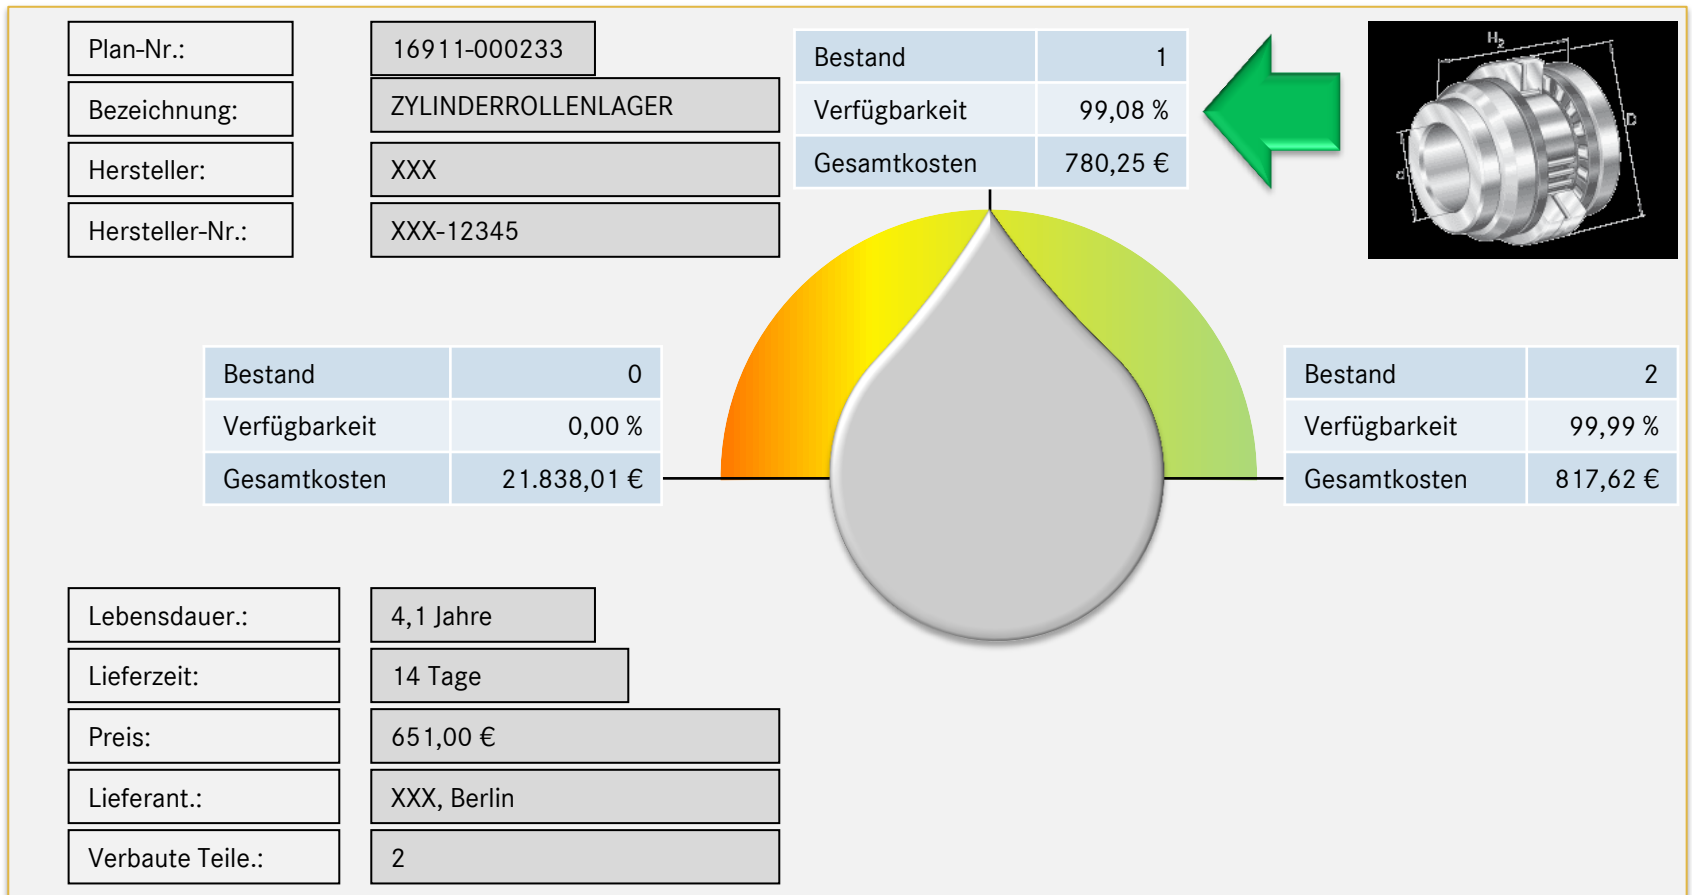 Plan-Nr.: 16911-000233
Bezeichnung: ZYLINDERROLLENLAGER
Hersteller: XXX
Hersteller-Nr.: XXX-12345
Bestand 1
Verfügbarkeit 99,08 %
Gesamtkosten 780,25 €
H2
D
d
Bestand 0
Verfügbarkeit 0,00 %
Gesamtkosten 21.838,01 €
Bestand 2
Verfügbarkeit 99,99 %
Gesamtkosten 817,62 €
Lebensdauer.: 4,1 Jahre
Lieferzeit: 14 Tage
Preis: 651,00 €
Lieferant.: XXX, Berlin
Verbaute Teile.: 2